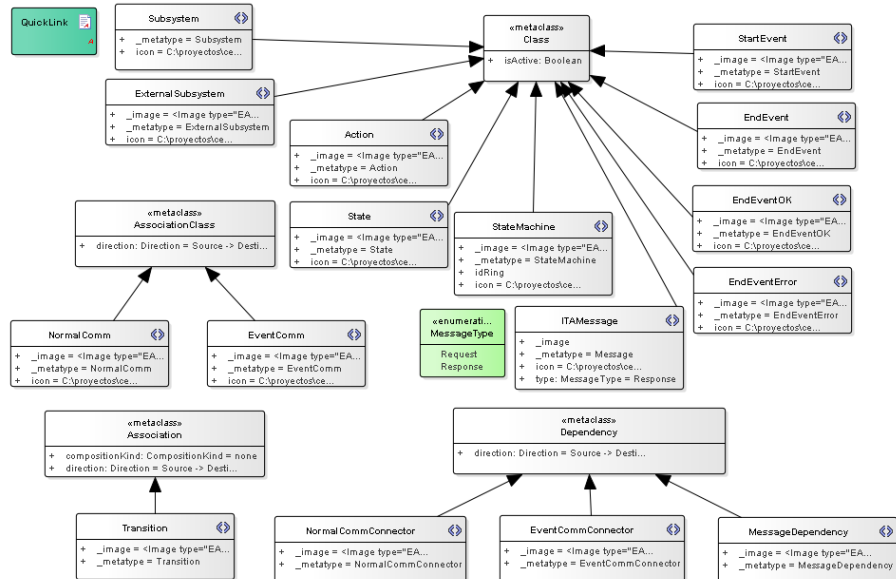 QuickLink
Subsystem
+ _metatype = Subsystem
+ icon = C:\proyectos\ce...
«metaclass»
Class
+ isActive: Boolean
StartEvent
+ _image = <Image type="EA...
+ _metatype = StartEvent
+ icon = C:\proyectos\ce...
ExternalSubsystem
+ _image = <Image type="EA...
+ _metatype = ExternalSubsystem
+ icon = C:\proyectos\ce...
Action
+ _image = <Image type="EA...
+ _metatype = Action
+ icon = C:\proyectos\ce...
EndEvent
+ _image = <Image type="EA...
+ _metatype = EndEvent
+ icon = C:\proyectos\ce...
«metaclass»
AssociationClass
+ direction: Direction = Source -> Desti...
State
+ _image = <Image type="EA...
+ _metatype = State
+ icon = C:\proyectos\ce...
StateMachine
+ _image = <Image type="EA...
+ _metatype = StateMachine
+ idRing
+ icon = C:\proyectos\ce...
EndEventOK
+ _image = <Image type="EA...
+ _metatype = EndEventOK
+ icon = C:\proyectos\ce...
EndEventError
+ _image = <Image type="EA...
+ _metatype = EndEventError
+ icon = C:\proyectos\ce...
NormalComm
+ _image = <Image type="EA...
+ _metatype = NormalComm
+ icon = C:\proyectos\ce...
EventComm
+ _image = <Image type="EA...
+ _metatype = EventComm
+ icon = C:\proyectos\ce...
«enumerati...
MessageType
Request
Response
ITAMessage
+ _image
+ _metatype = Message
+ icon = C:\proyectos\ce...
+ type: MessageType = Response
«metaclass»
Association
+ compositionKind: CompositionKind = none
+ direction: Direction = Source -> Desti...
«metaclass»
Dependency
+ direction: Direction = Source -> Desti...
Transition
+ _image = <Image type="EA...
+ _metatype = Transition
NormalCommConnector
+ _image = <Image type="EA...
+ _metatype = NormalCommConnector
EventCommConnector
+ _image = <Image type="EA...
+ _metatype = EventCommConnector
MessageDependency
+ _image = <Image type="EA...
+ _metatype = MessageDependency